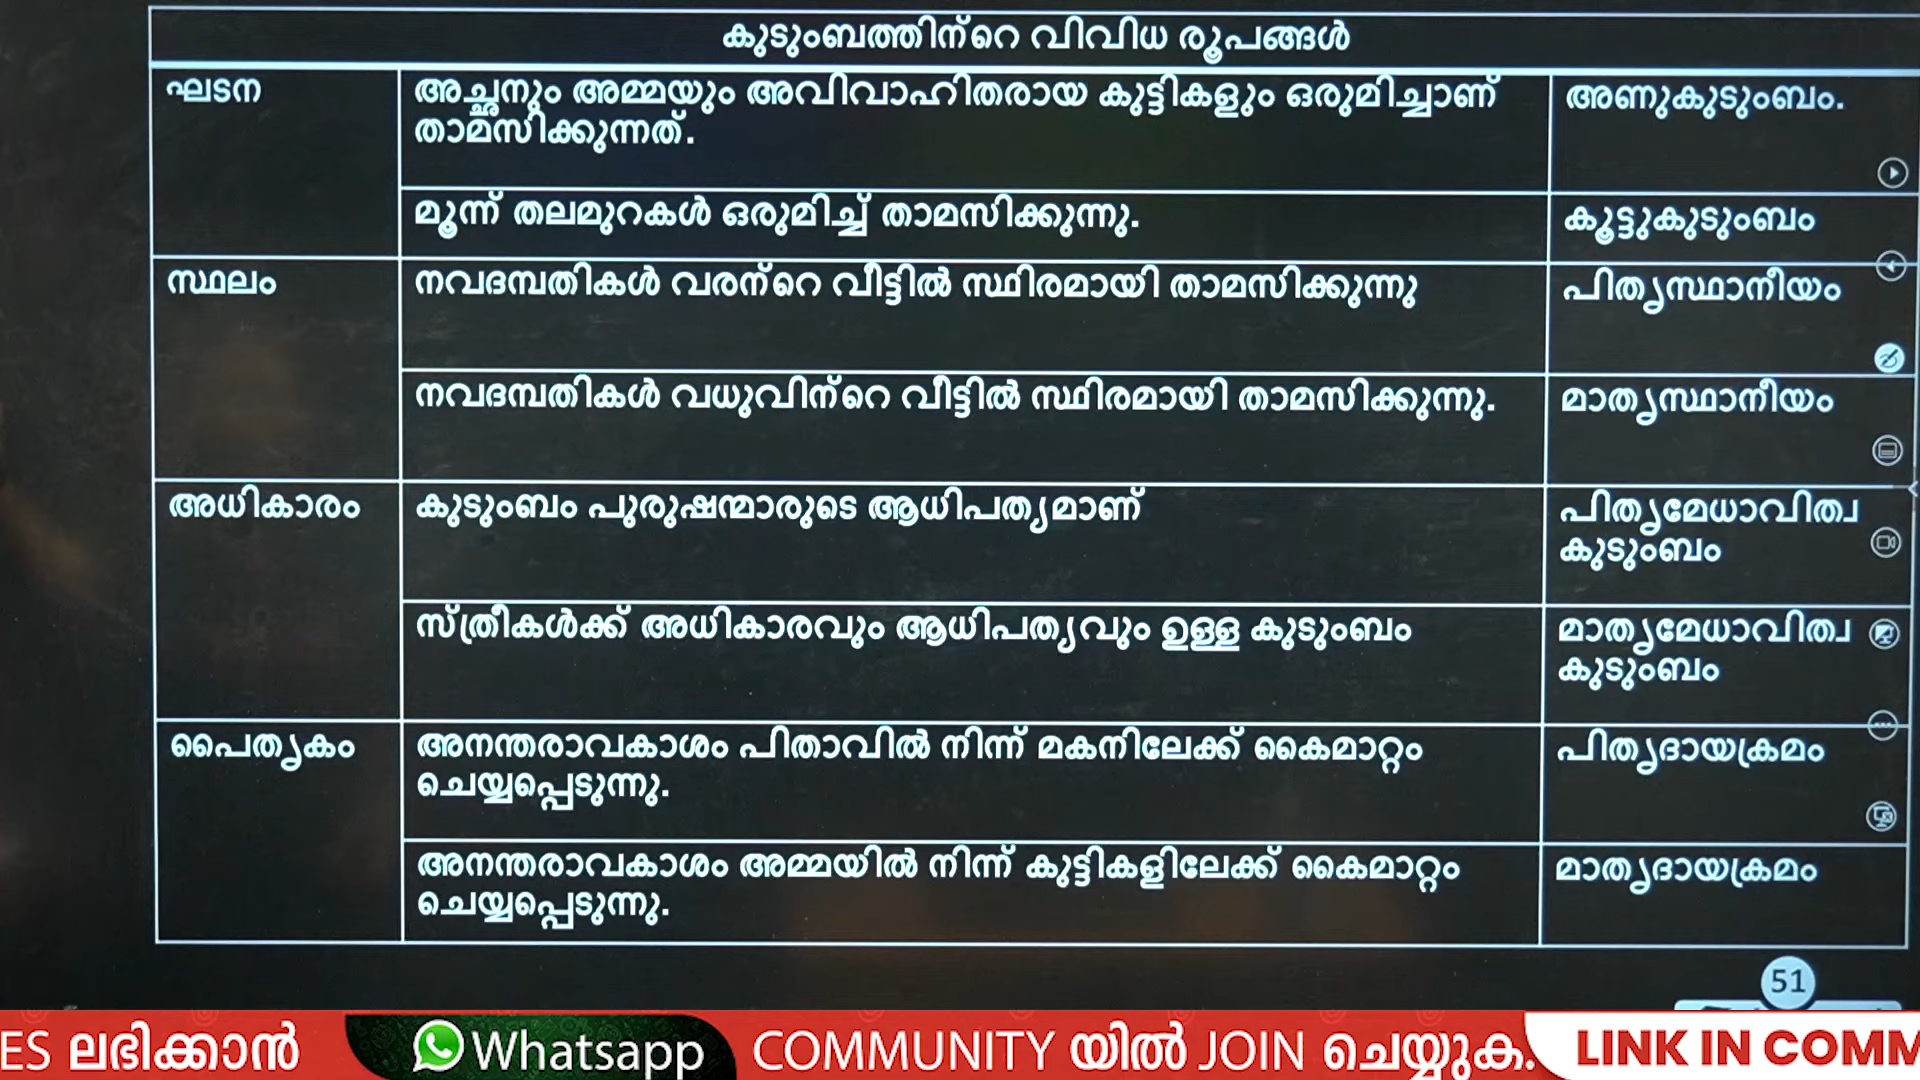 കുടുംബത്തിന്റെ വിവിധ രൂപങ്ങൾ
ഘടന
അച്ഛനും അമ്മയും അവിവാഹിതരായ കുട്ടികളും ഒരുമിച്ചാണ്
താമസിക്കുന്നത്.
അണുകുടുംബം.
മൂന്ന് തലമുറകൾ ഒരുമിച്ച് താമസിക്കുന്നു.
കൂട്ടുകുടുംബം
സ്ഥലം
നവദമ്പതികൾ വരന്റെ വീട്ടിൽ സ്ഥിരമായി താമസിക്കുന്നു
പിതൃസ്ഥാനീയം
നവദമ്പതികൾ വധുവിന്റെ വീട്ടിൽ സ്ഥിരമായി താമസിക്കുന്നു.
മാതൃസ്ഥാനീയം
അധികാരം
കുടുംബം പുരുഷന്മാരുടെ ആധിപത്യമാണ്
പിതൃമേധാവിത്വ
കുടുംബം
സ്ത്രീകൾക്ക് അധികാരവും ആധിപത്യവും ഉള്ള കുടുംബം
മാതൃമേധാവിത്വ
കുടുംബം
പൈതൃകം
അനന്തരാവകാശം പിതാവിൽ നിന്ന് മകനിലേക്ക് കൈമാറ്റം
ചെയ്യപ്പെടുന്നു.
പിതൃദായക്രമം
അനന്തരാവകാശം അമ്മയിൽ നിന്ന് കുട്ടികളിലേക്ക് കൈമാറ്റം
ചെയ്യപ്പെടുന്നു.
മാതൃദായക്രമം
51
ES ലഭിക്കാൻ Whatsapp COMMUNITY യിൽ JOIN ചെയ്യുക. LINK IN COMM